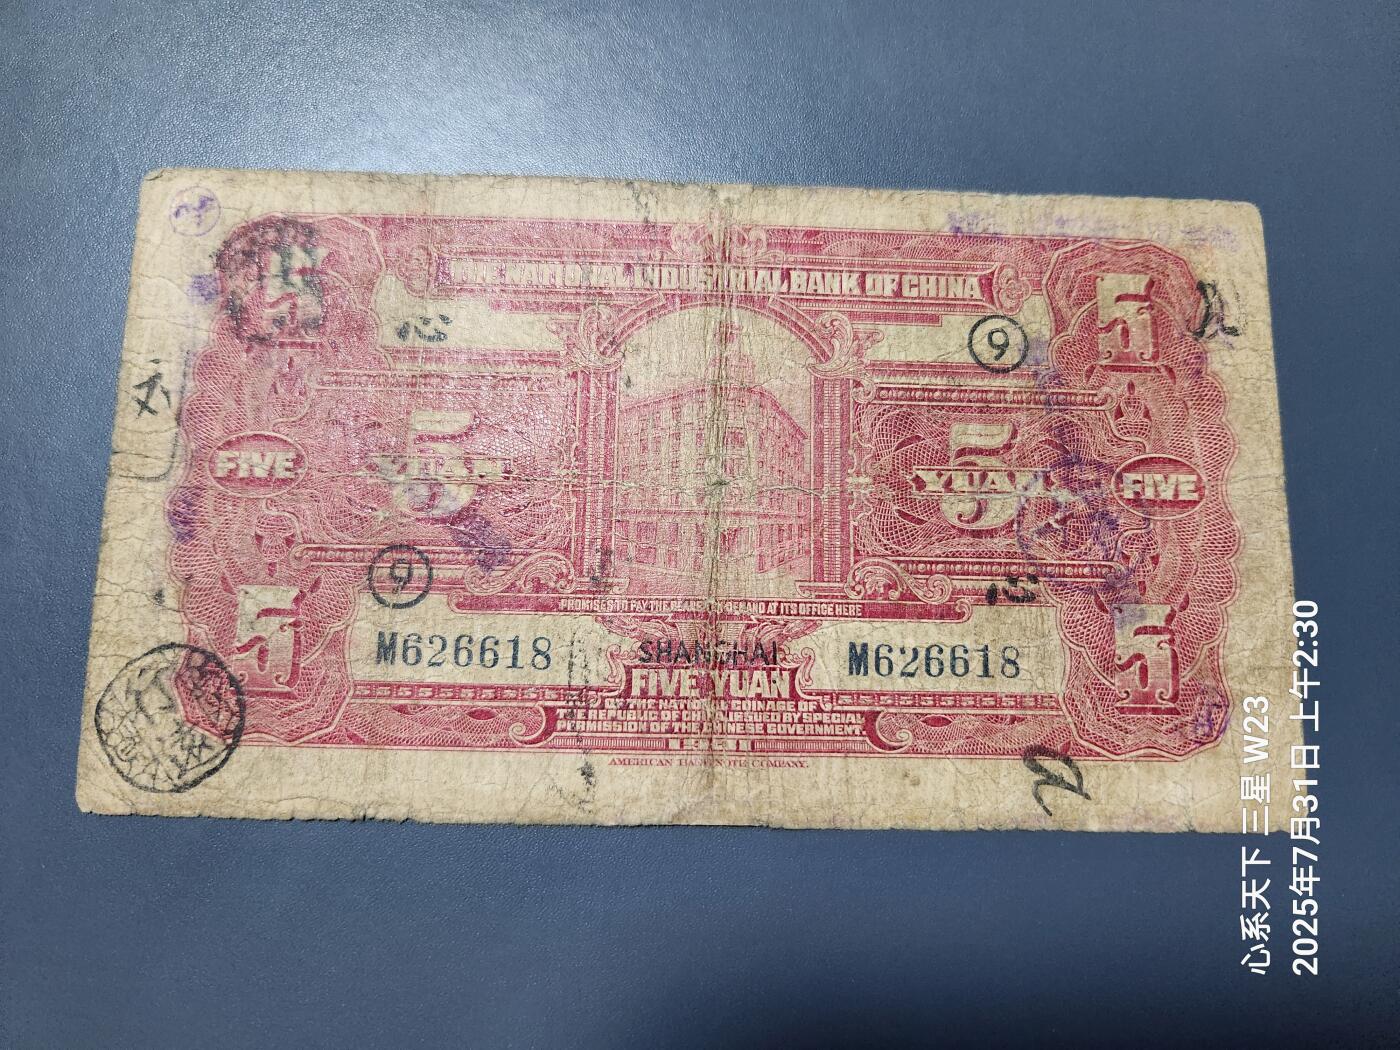 THE NATIONAL INDUSTRIAL BANK OF CHINA
5
5
9
FIVE
5
YUAN
5
YUAN
FIVE
9
PROMISES TO PAY THE BEARER ON DEMAND AT ITS OFFICE HERE
5
M626618
SHANGHAI
M626618
5
FIVE YUAN
OF THE NATIONAL COINAGE OF
THE REPUBLIC OF CHINA. ISSUED BY SPECIAL
PERMISSION OF THE CHINESE GOVERNMENT.
AMERICAN BANK NOTE COMPANY.
心系天下 三星 W23
2025年7月31日 上午2:30